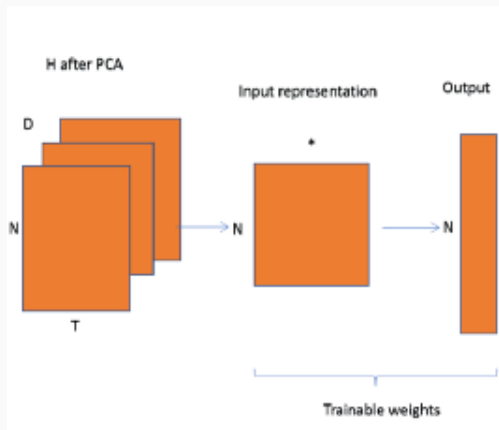 H after PCA
Input representation
Output
D
*
N
N
N
T
Trainable weights